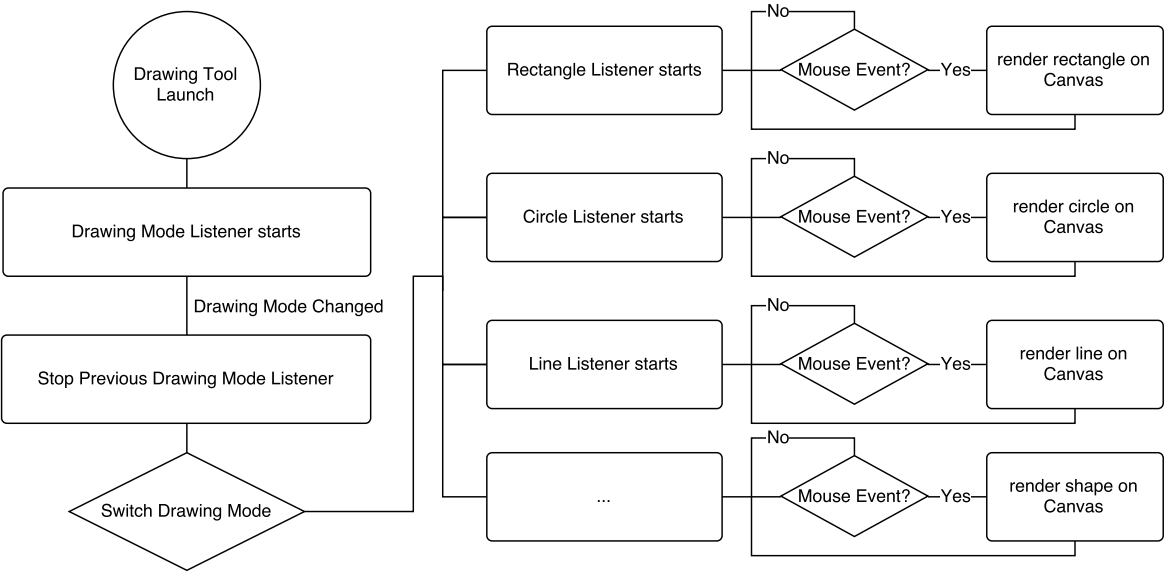 Drawing Tool
Launch
Drawing Mode Listener starts
Drawing Mode Changed
Stop Previous Drawing Mode Listener
Switch Drawing Mode
Rectangle Listener starts
No
Mouse Event?
Yes
render rectangle on
Canvas
Circle Listener starts
No
Mouse Event?
Yes
render circle on
Canvas
Line Listener starts
No
Mouse Event?
Yes
render line on
Canvas
...
No
Mouse Event?
Yes
render shape on
Canvas